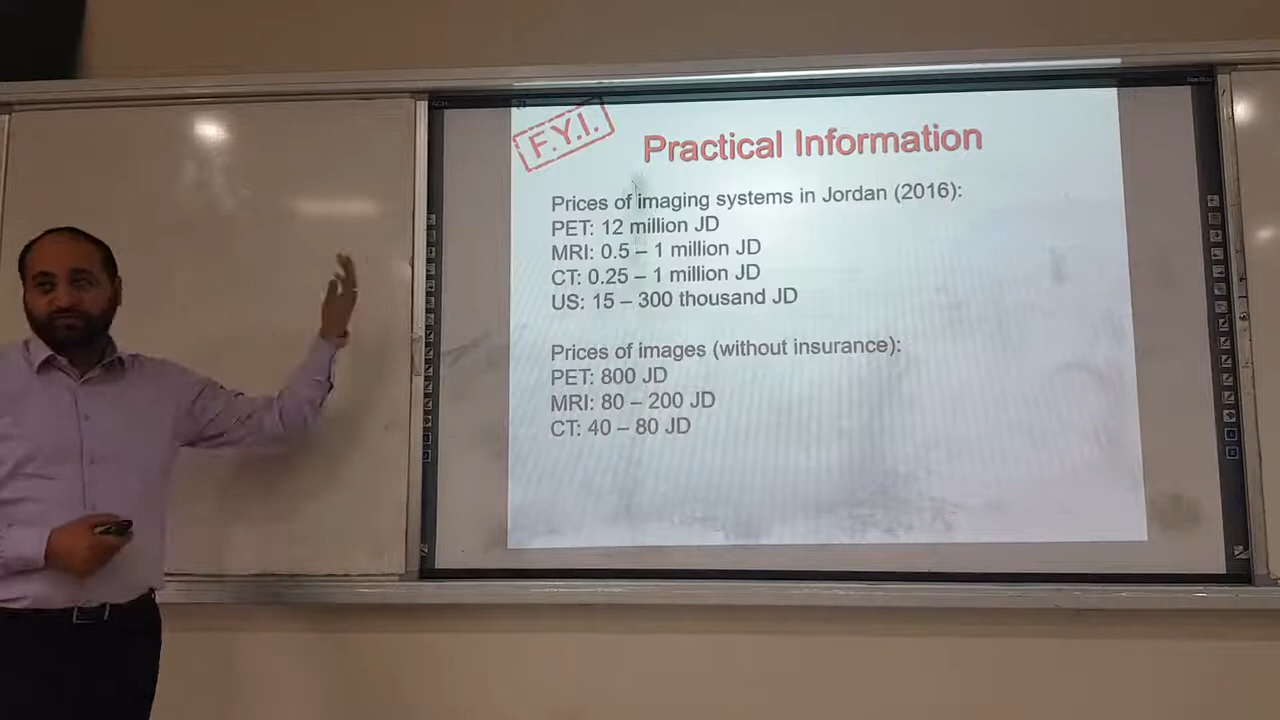 F.Y.I.
Practical Information
Prices of imaging systems in Jordan (2016):
PET: 12 million JD
MRI: 0.5 – 1 million JD
CT: 0.25 – 1 million JD
US: 15 – 300 thousand JD
Prices of images (without insurance):
PET: 800 JD
MRI: 80 – 200 JD
CT: 40 – 80 JD